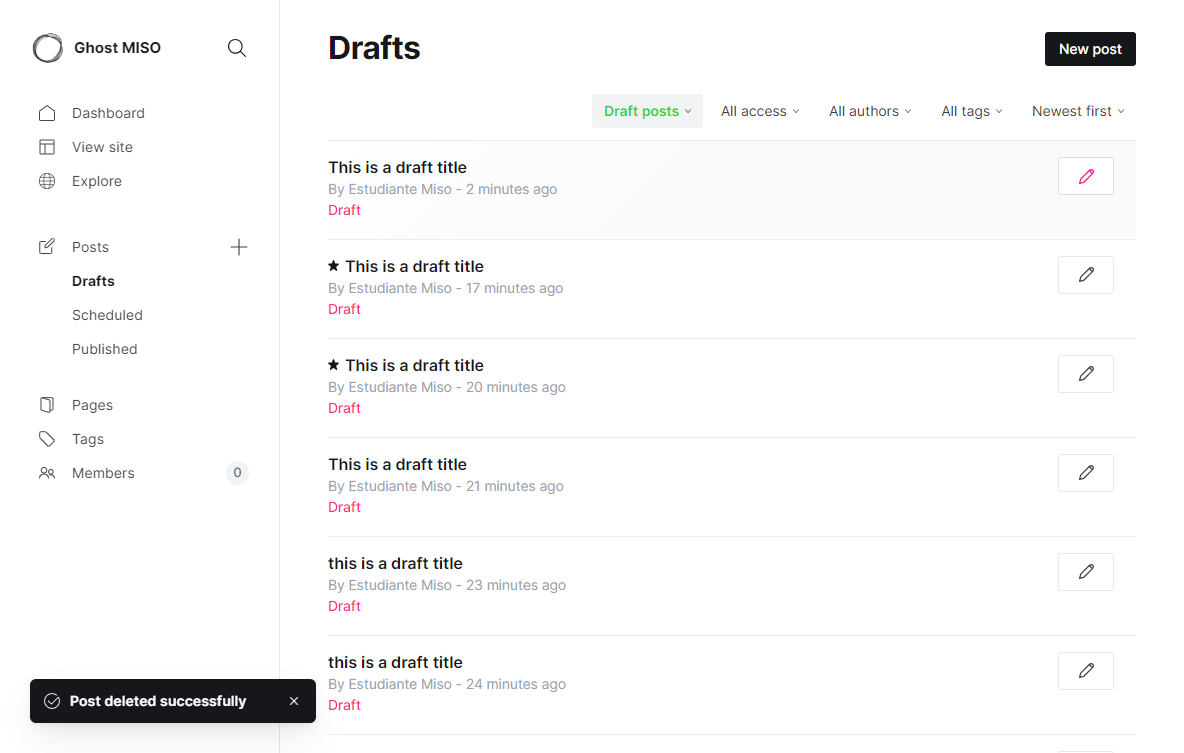 Ghost MISO
Dashboard
View site
Explore
Posts
Drafts
Scheduled
Published
Pages
Tags
Members 0
Drafts
New post
Draft posts All access All authors All tags Newest first
This is a draft title
By Estudiante Miso - 2 minutes ago
Draft
This is a draft title
By Estudiante Miso - 17 minutes ago
Draft
This is a draft title
By Estudiante Miso - 20 minutes ago
Draft
This is a draft title
By Estudiante Miso - 21 minutes ago
Draft
this is a draft title
By Estudiante Miso - 23 minutes ago
Draft
this is a draft title
By Estudiante Miso - 24 minutes ago
Draft
Post deleted successfully